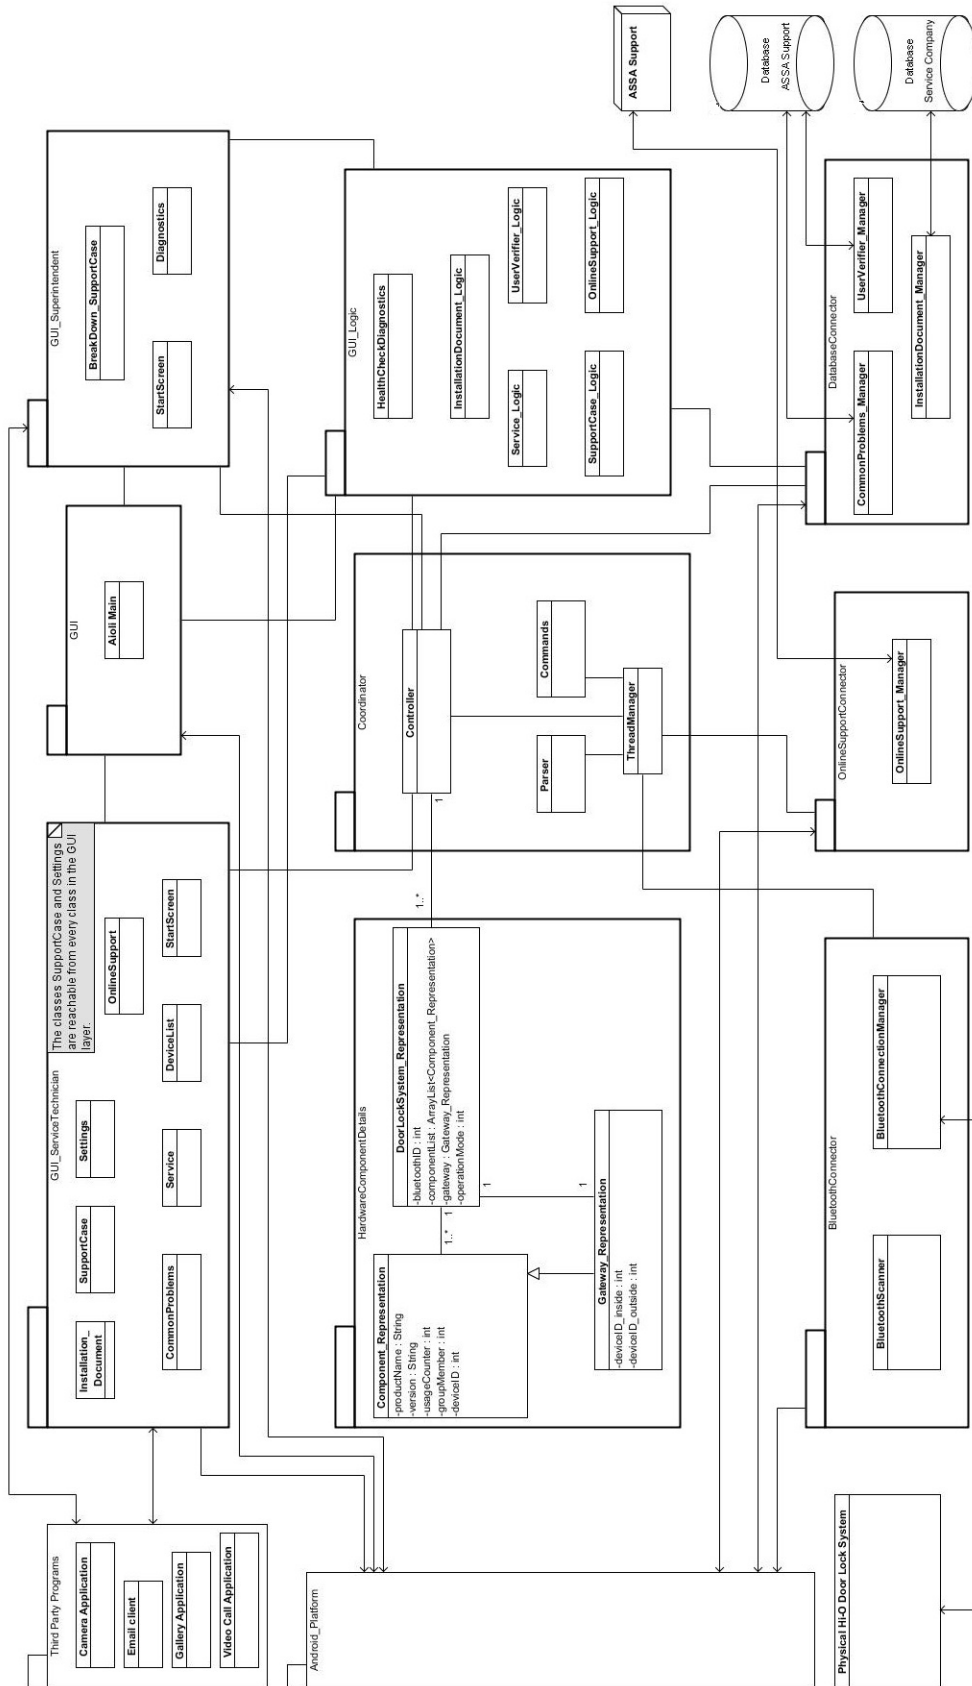 Third Party Programs
Camera Application
Email client
Gallery Application
Video Call Application
GUI_ServiceTechnician
The classes SupportCase and Settings
are reachable from every class in the GUI
layer.
Installation_
Document
SupportCase
Settings
OnlineSupport
CommonProblems
Service
DeviceList
StartScreen
GUI
Aioli Main
GUI_Superintendent
BreakDown_SupportCase
StartScreen
Diagnostics
Android_Platform
HardwareComponentDetails
Component_Representation
-productName : String
-version : String
-usageCounter : int
-groupMember : int
-deviceID : int
1..*
1
DoorLockSystem_Representation
-bluetoothID : int
-componentList : ArrayList<Component_Representation>
-gateway : Gateway_Representation
-operationMode : int
1..*
1
1
1
Gateway_Representation
-deviceID_inside : int
-deviceID_outside : int
Coordinator
Controller
Parser
Commands
ThreadManager
GUI_Logic
HealthCheckDiagnostics
InstallationDocument_Logic
Service_Logic
UserVerifier_Logic
SupportCase_Logic
OnlineSupport_Logic
ASSA Support
Physical Hi-O Door Lock System
BluetoothConnector
BluetoothScanner
BluetoothConnectionManager
OnlineSupportConnector
OnlineSupport_Manager
DatabaseConnector
CommonProblems_Manager
UserVerifier_Manager
InstallationDocument_Manager
Database
ASSA Support
Database
Service Company